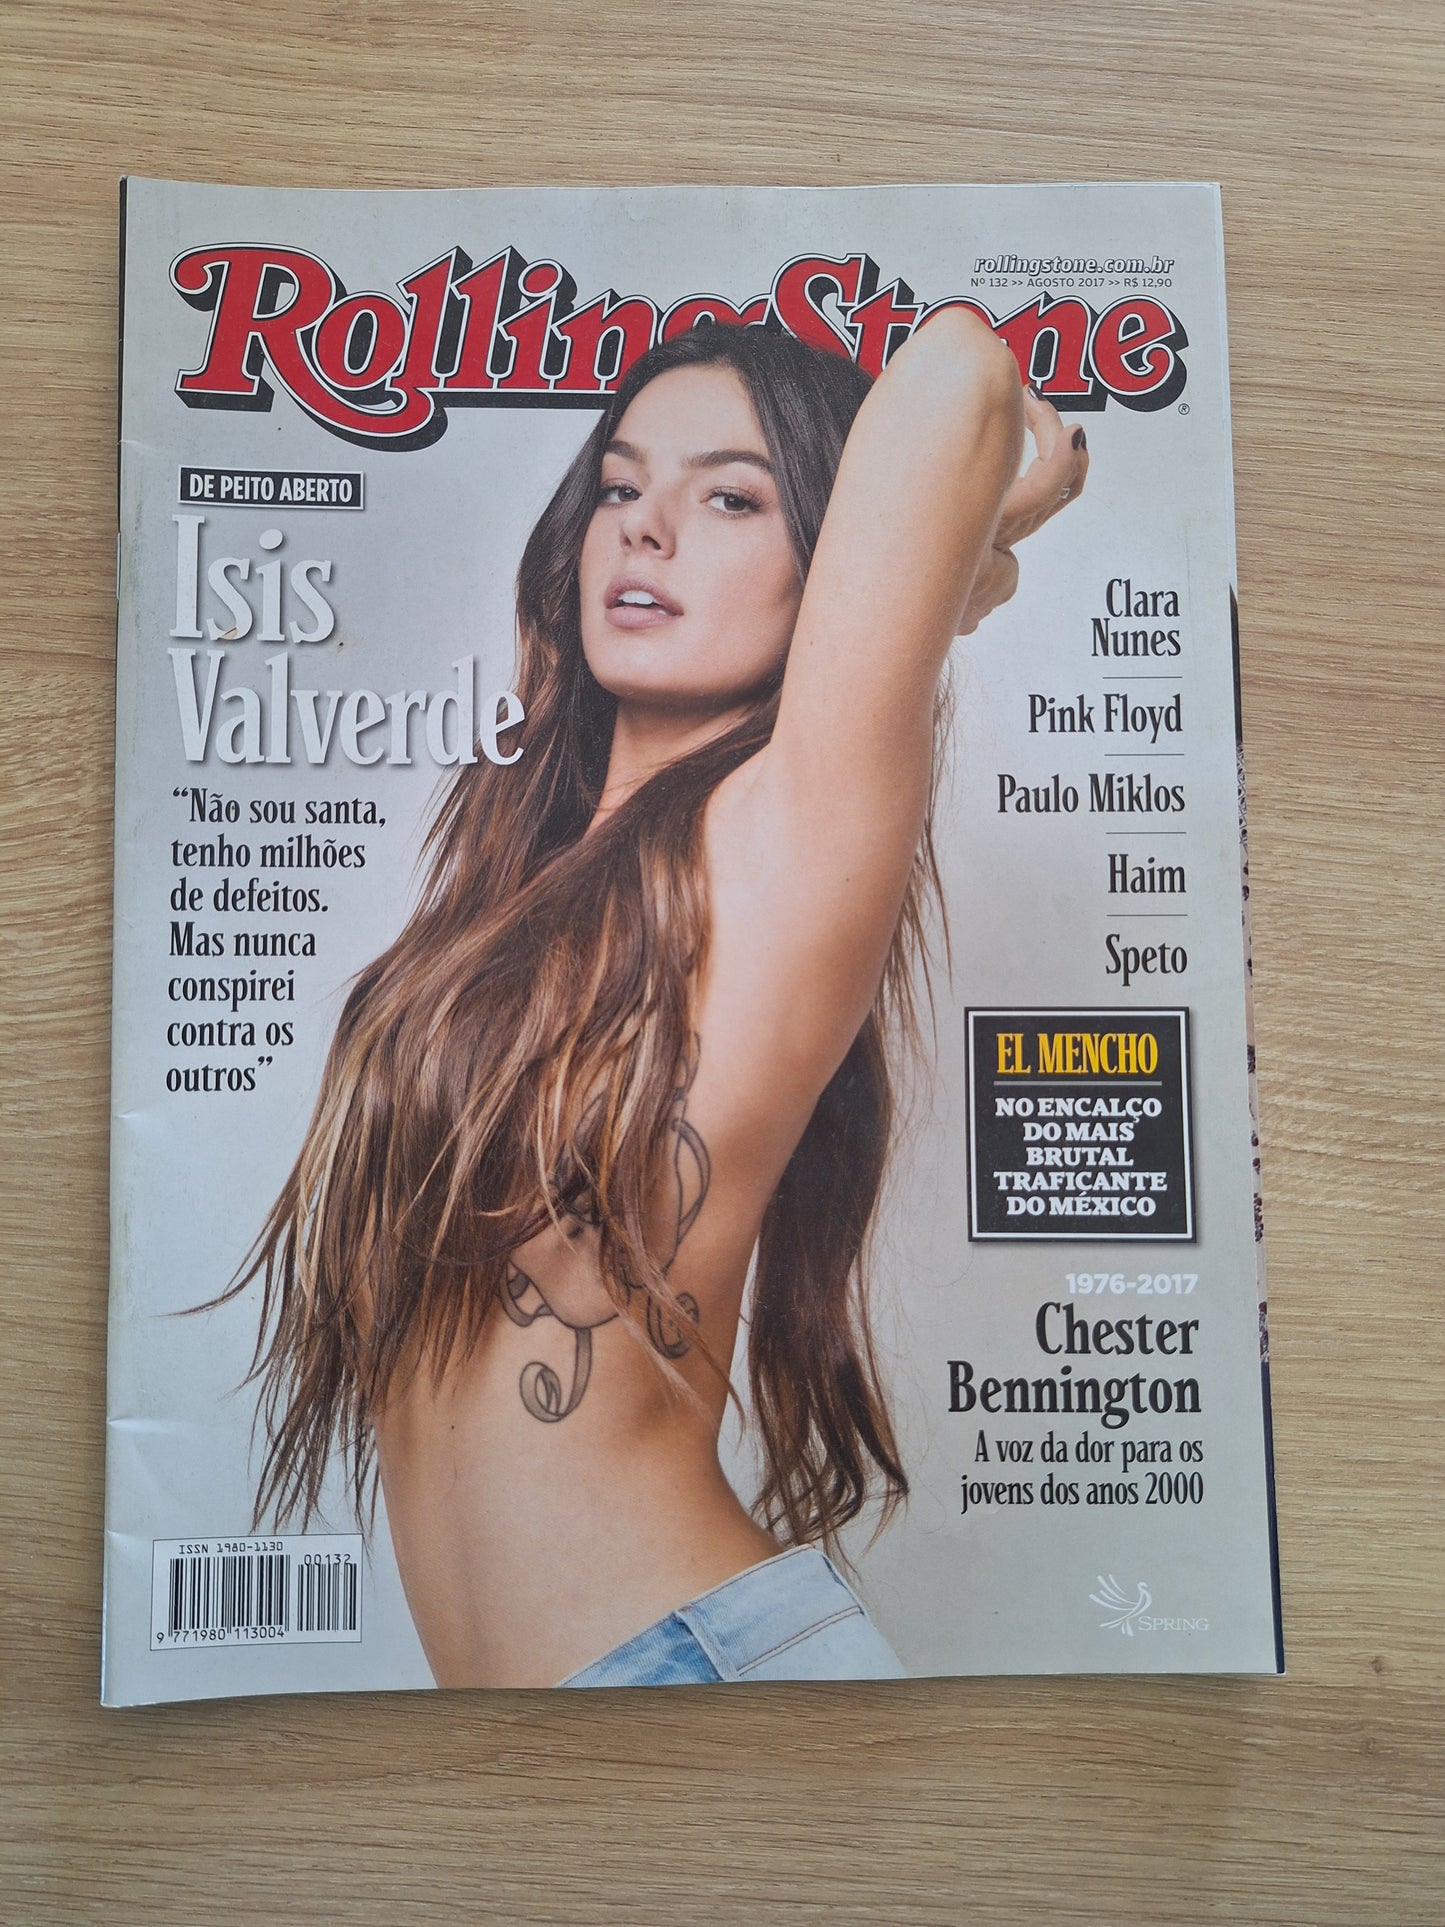 RollingStone
rollingstone.com.br
Nº 132 >> AGOSTO 2017 >> R$ 12,90
®
DE PEITO ABERTO
Isis
Valverde
“Não sou santa,
tenho milhões
de defeitos.
Mas nunca
conspirei
contra os
outros”
Clara
Nunes
Pink Floyd
Paulo Miklos
Haim
Speto
EL MENCHO
NO ENCALÇO
DO MAIS
BRUTAL
TRAFICANTE
DO MÉXICO
1976-2017
Chester
Bennington
A voz da dor para os
jovens dos anos 2000
ISSN 1980-1130
00132
9 771980 113004
SPRING